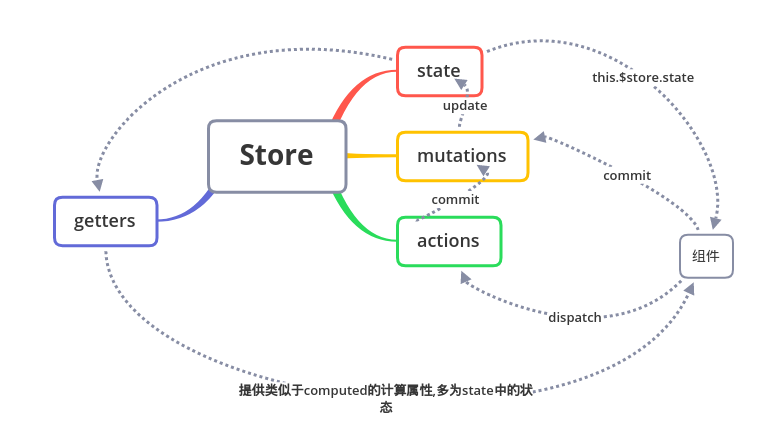 state
this.$store.state
update
Store
mutations
commit
commit
getters
actions
组件
dispatch
提供类似于computed的计算属性,多为state中的状
态